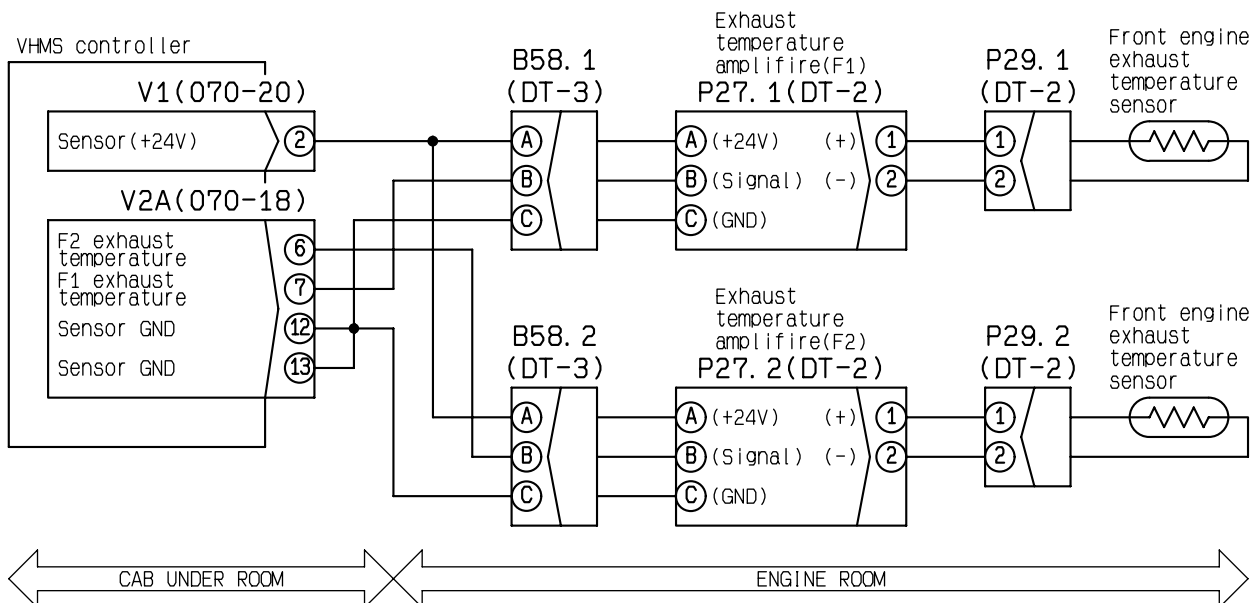 VHMS controller
V1(070-20)
Sensor(+24V)
2
V2A(070-18)
F2 exhaust
temperature
6
F1 exhaust
temperature
7
Sensor GND
12
Sensor GND
13
B58. 1
(DT-3)
A
B
C
Exhaust
temperature
amplifire(F1)
P27. 1(DT-2)
A (+24V) (+) 1
B (Signal) (-) 2
C (GND)
P29. 1
(DT-2)
1
2
Front engine
exhaust
temperature
sensor
B58. 2
(DT-3)
A
B
C
Exhaust
temperature
amplifire(F2)
P27. 2(DT-2)
A (+24V) (+) 1
B (Signal) (-) 2
C (GND)
P29. 2
(DT-2)
1
2
Front engine
exhaust
temperature
sensor
CAB UNDER ROOM
ENGINE ROOM